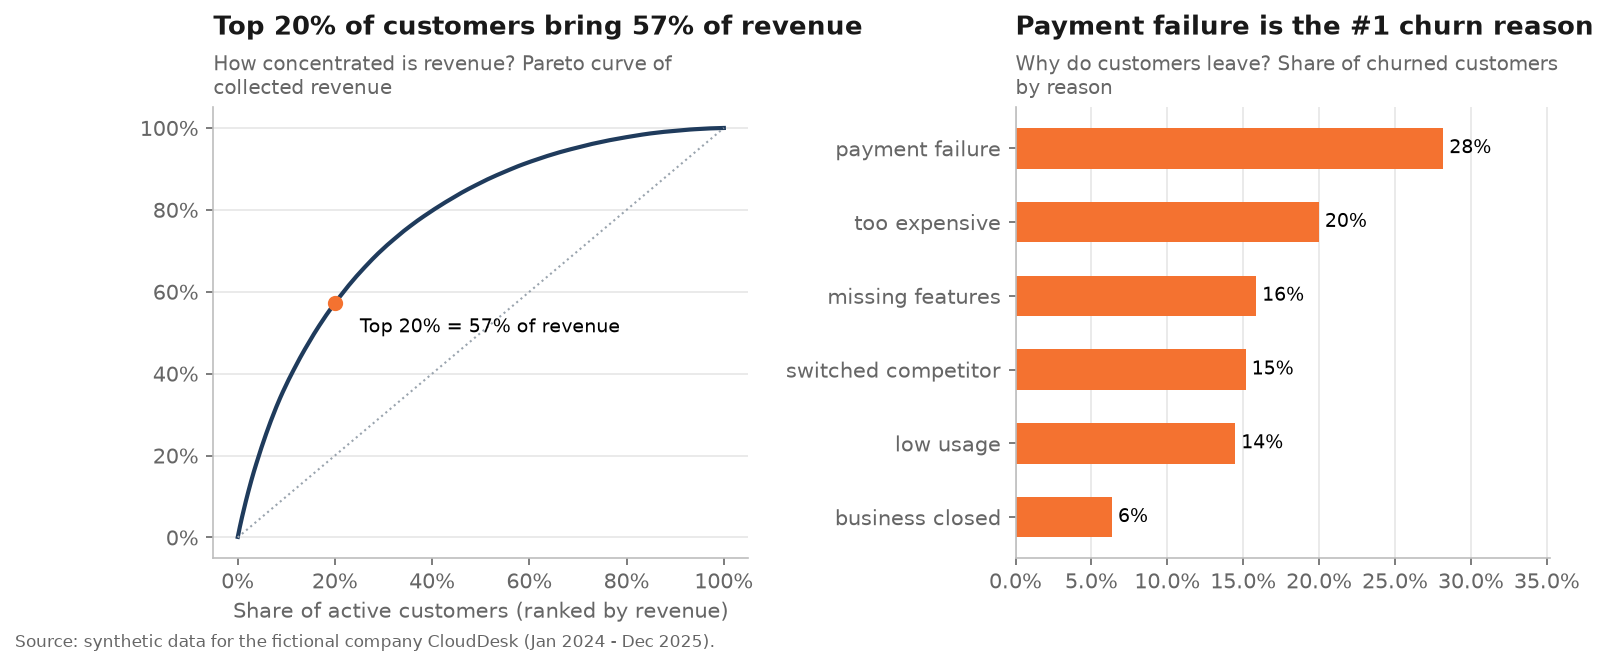 Top 20% of customers bring 57% of revenue
How concentrated is revenue? Pareto curve of
collected revenue
100%
80%
60%
40%
20%
0%
Top 20% = 57% of revenue
0% 20% 40% 60% 80% 100%
Share of active customers (ranked by revenue)
Payment failure is the #1 churn reason
Why do customers leave? Share of churned customers
by reason
payment failure 28%
too expensive 20%
missing features 16%
switched competitor 15%
low usage 14%
business closed 6%
0.0% 5.0% 10.0% 15.0% 20.0% 25.0% 30.0% 35.0%
Source: synthetic data for the fictional company CloudDesk (Jan 2024 - Dec 2025).